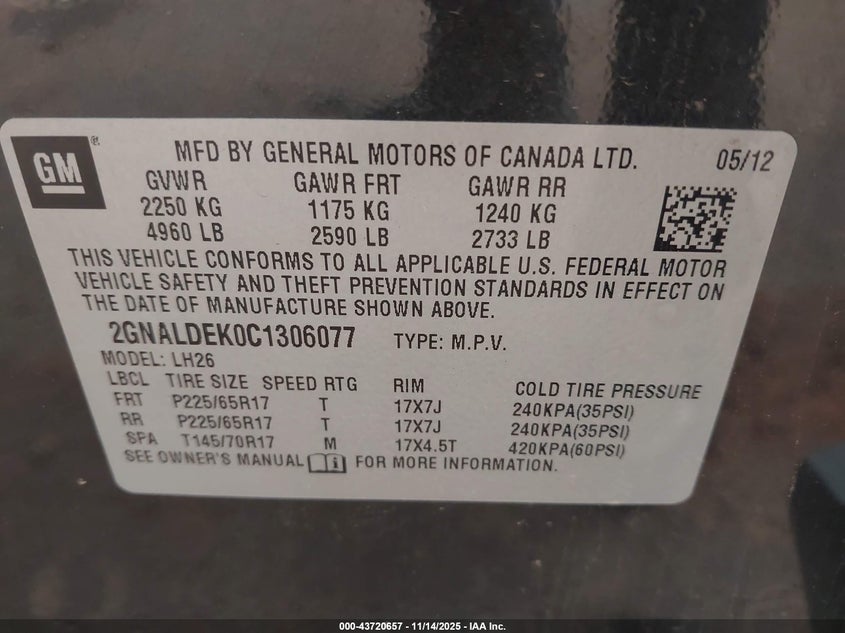 GM
MFD BY GENERAL MOTORS OF CANADA LTD. 05/12
GVWR GAWR FRT GAWR RR
2250 KG 1175 KG 1240 KG
4960 LB 2590 LB 2733 LB
THIS VEHICLE CONFORMS TO ALL APPLICABLE U.S. FEDERAL MOTOR
VEHICLE SAFETY AND THEFT PREVENTION STANDARDS IN EFFECT ON
THE DATE OF MANUFACTURE SHOWN ABOVE.
2GNALDEK0C1306077 TYPE: M.P.V.
MODEL: LH26
LBCL TIRE SIZE SPEED RTG RIM COLD TIRE PRESSURE
FRT P225/65R17 T 17X7J 240KPA(35PSI)
RR P225/65R17 T 17X7J 240KPA(35PSI)
SPA T145/70R17 M 17X4.5T 420KPA(60PSI)
SEE OWNER'S MANUAL FOR MORE INFORMATION.
000-43720657 - 11/14/2025 - IAA Inc.